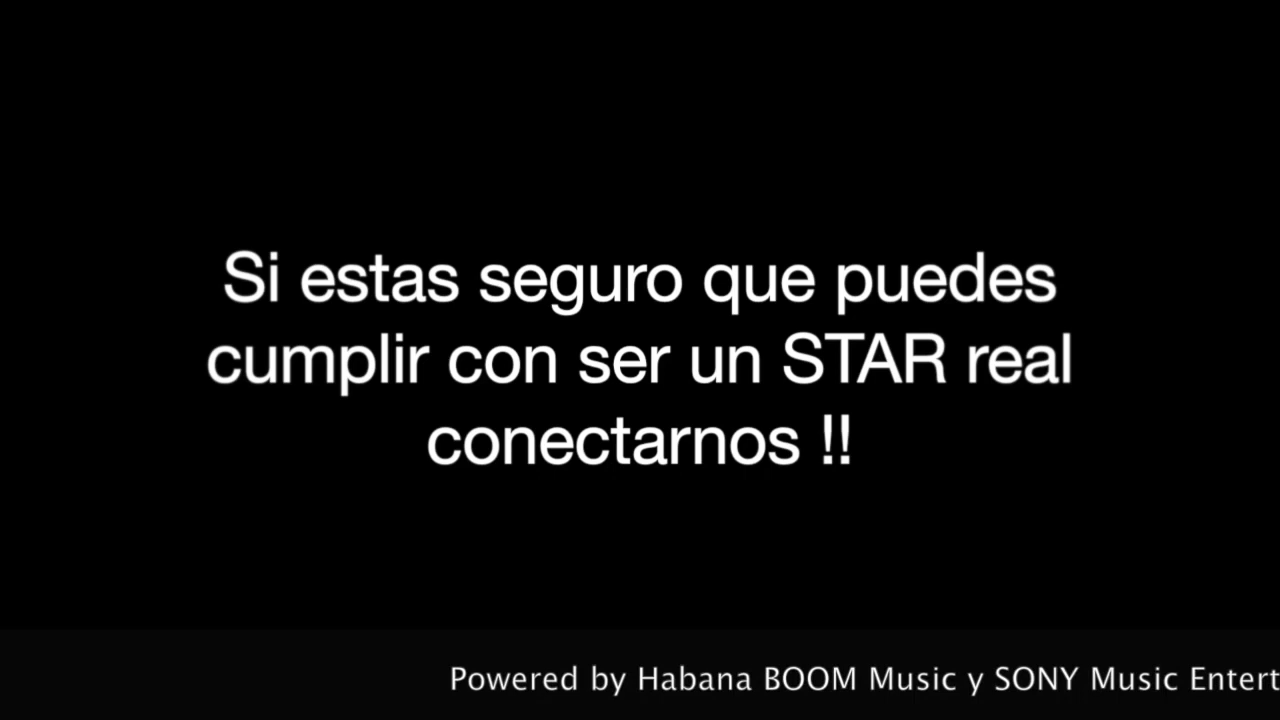 Si estas seguro que puedes
cumplir con ser un STAR real
conectarnos !!
Powered by Habana BOOM Music y SONY Music Entert